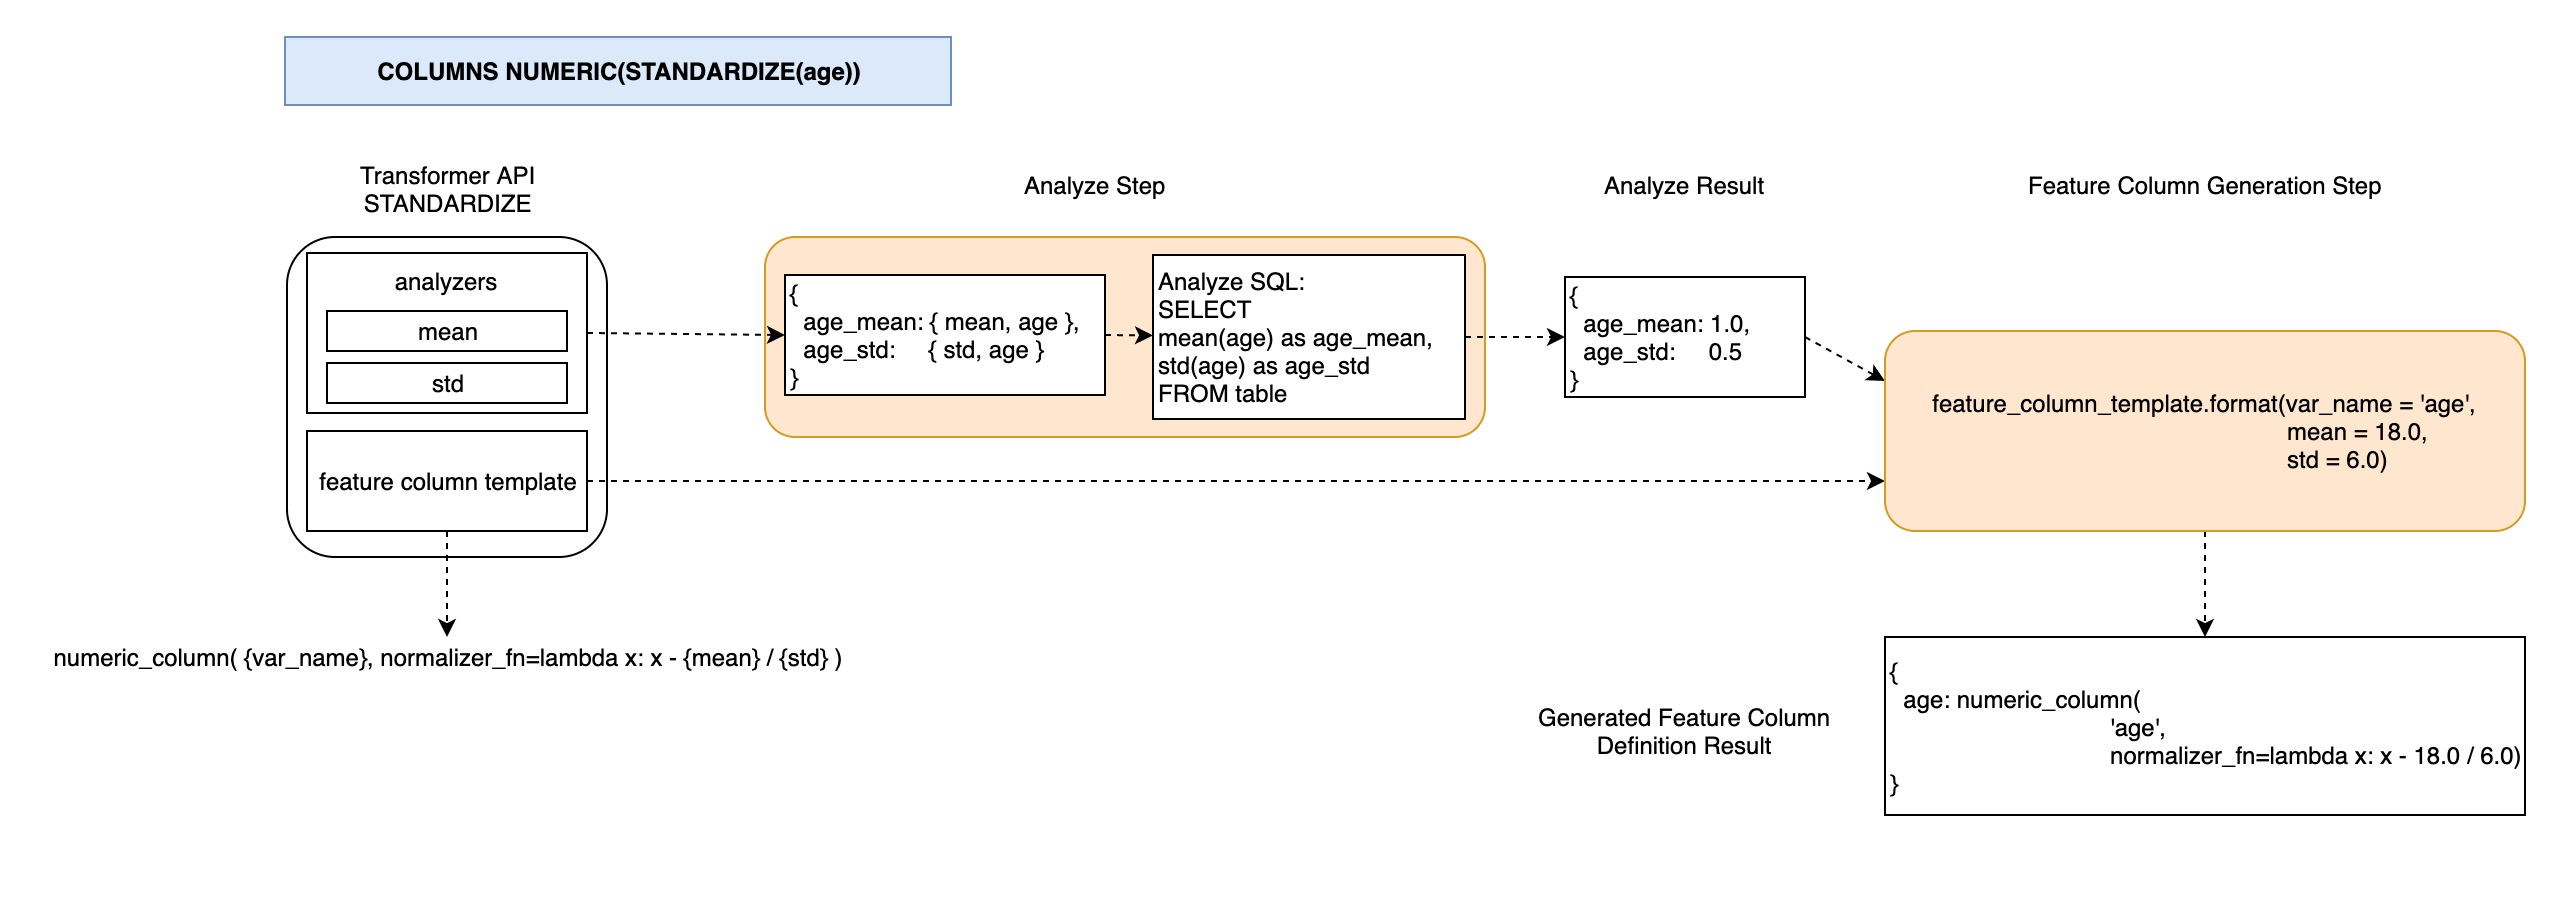 COLUMNS NUMERIC(STANDARDIZE(age))
Transformer API
STANDARDIZE
analyzers
mean
std
feature column template
numeric_column( {var_name}, normalizer_fn=lambda x: x - {mean} / {std} )
Analyze Step
{
age_mean: { mean, age },
age_std: { std, age }
}
Analyze SQL:
SELECT
mean(age) as age_mean,
std(age) as age_std
FROM table
Analyze Result
{
age_mean: 1.0,
age_std: 0.5
}
Feature Column Generation Step
feature_column_template.format(var_name = 'age',
mean = 18.0,
std = 6.0)
Generated Feature Column
Definition Result
{
age: numeric_column(
'age',
normalizer_fn=lambda x: x - 18.0 / 6.0)
}